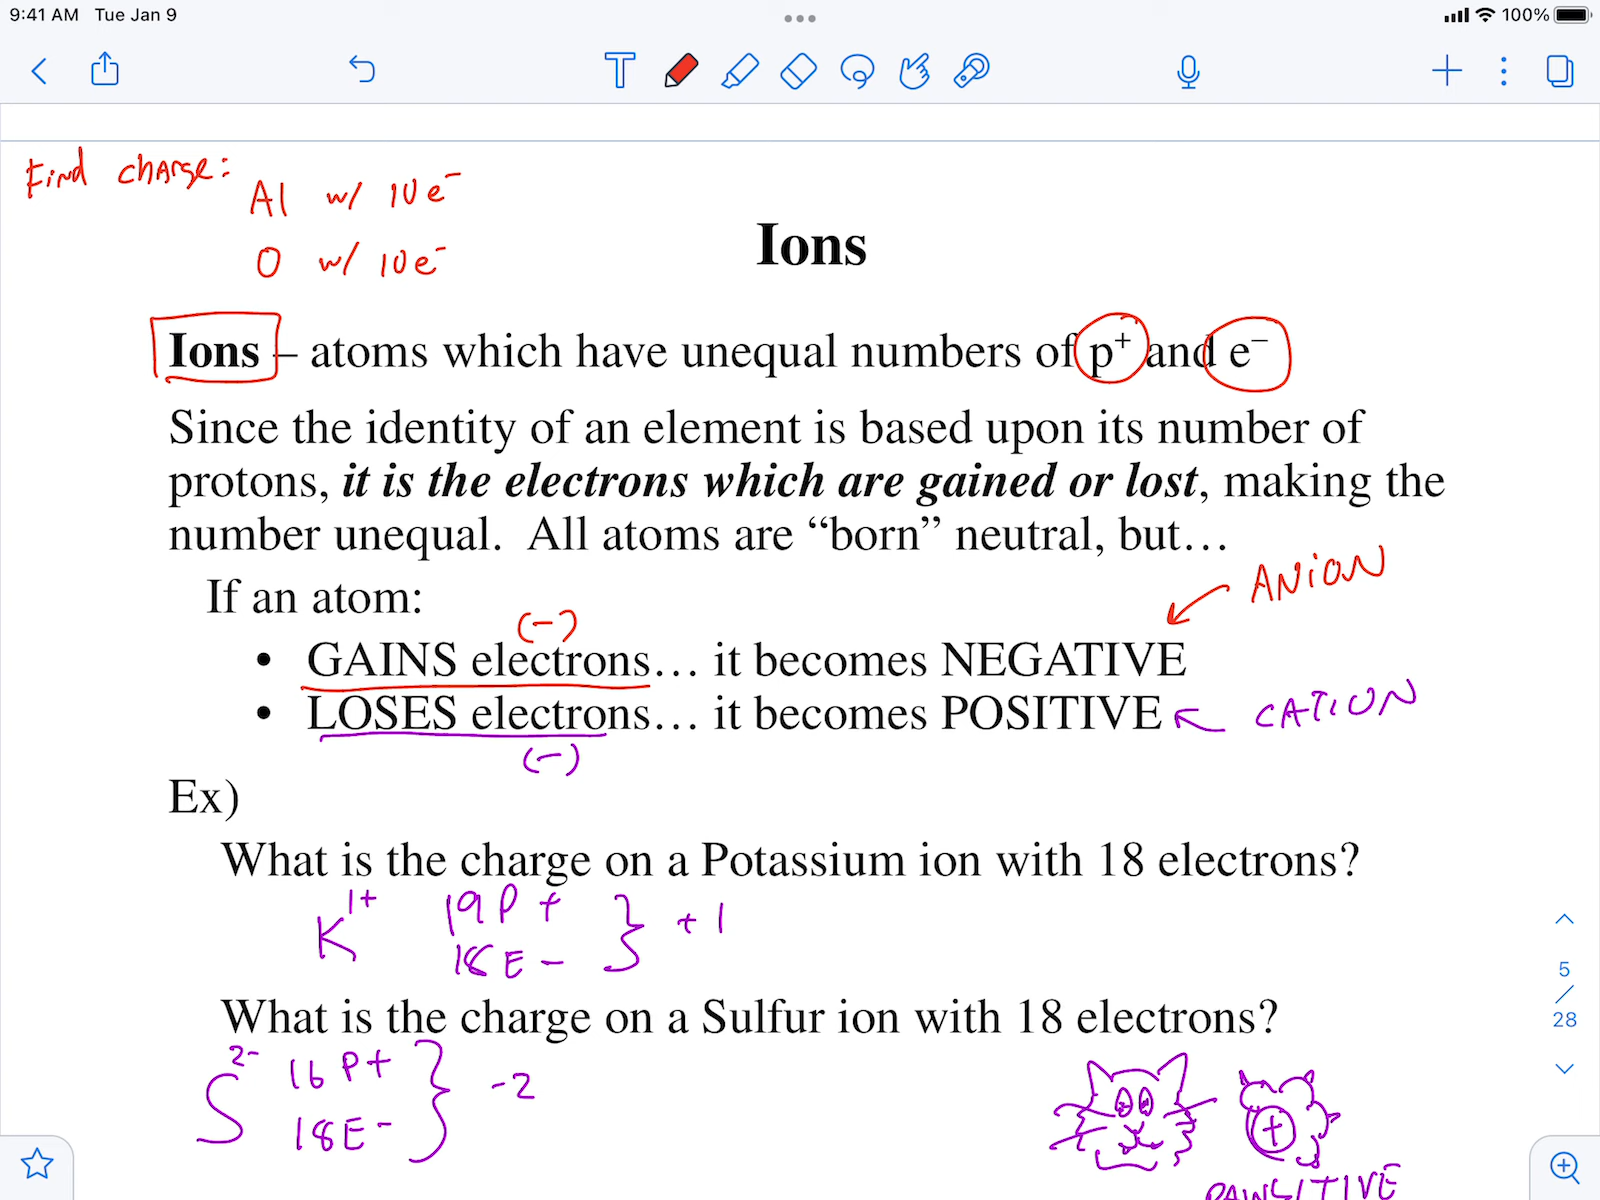 9:41 AM Tue Jan 9
100%
Find charge:
Al w/ 10e⁻
O w/ 10e⁻
Ions
Ions – atoms which have unequal numbers of p⁺ and e⁻
Since the identity of an element is based upon its number of
protons, it is the electrons which are gained or lost, making the
number unequal. All atoms are “born” neutral, but…
ANION
If an atom:
(-)
• GAINS electrons… it becomes NEGATIVE
• LOSES electrons… it becomes POSITIVE
CATION
(-)
Ex)
What is the charge on a Potassium ion with 18 electrons?
K¹⁺ 19P + } +1
18E -
5
/
28
What is the charge on a Sulfur ion with 18 electrons?
S²⁻ 16P+ } -2
18E-
+
PAWSITIVE